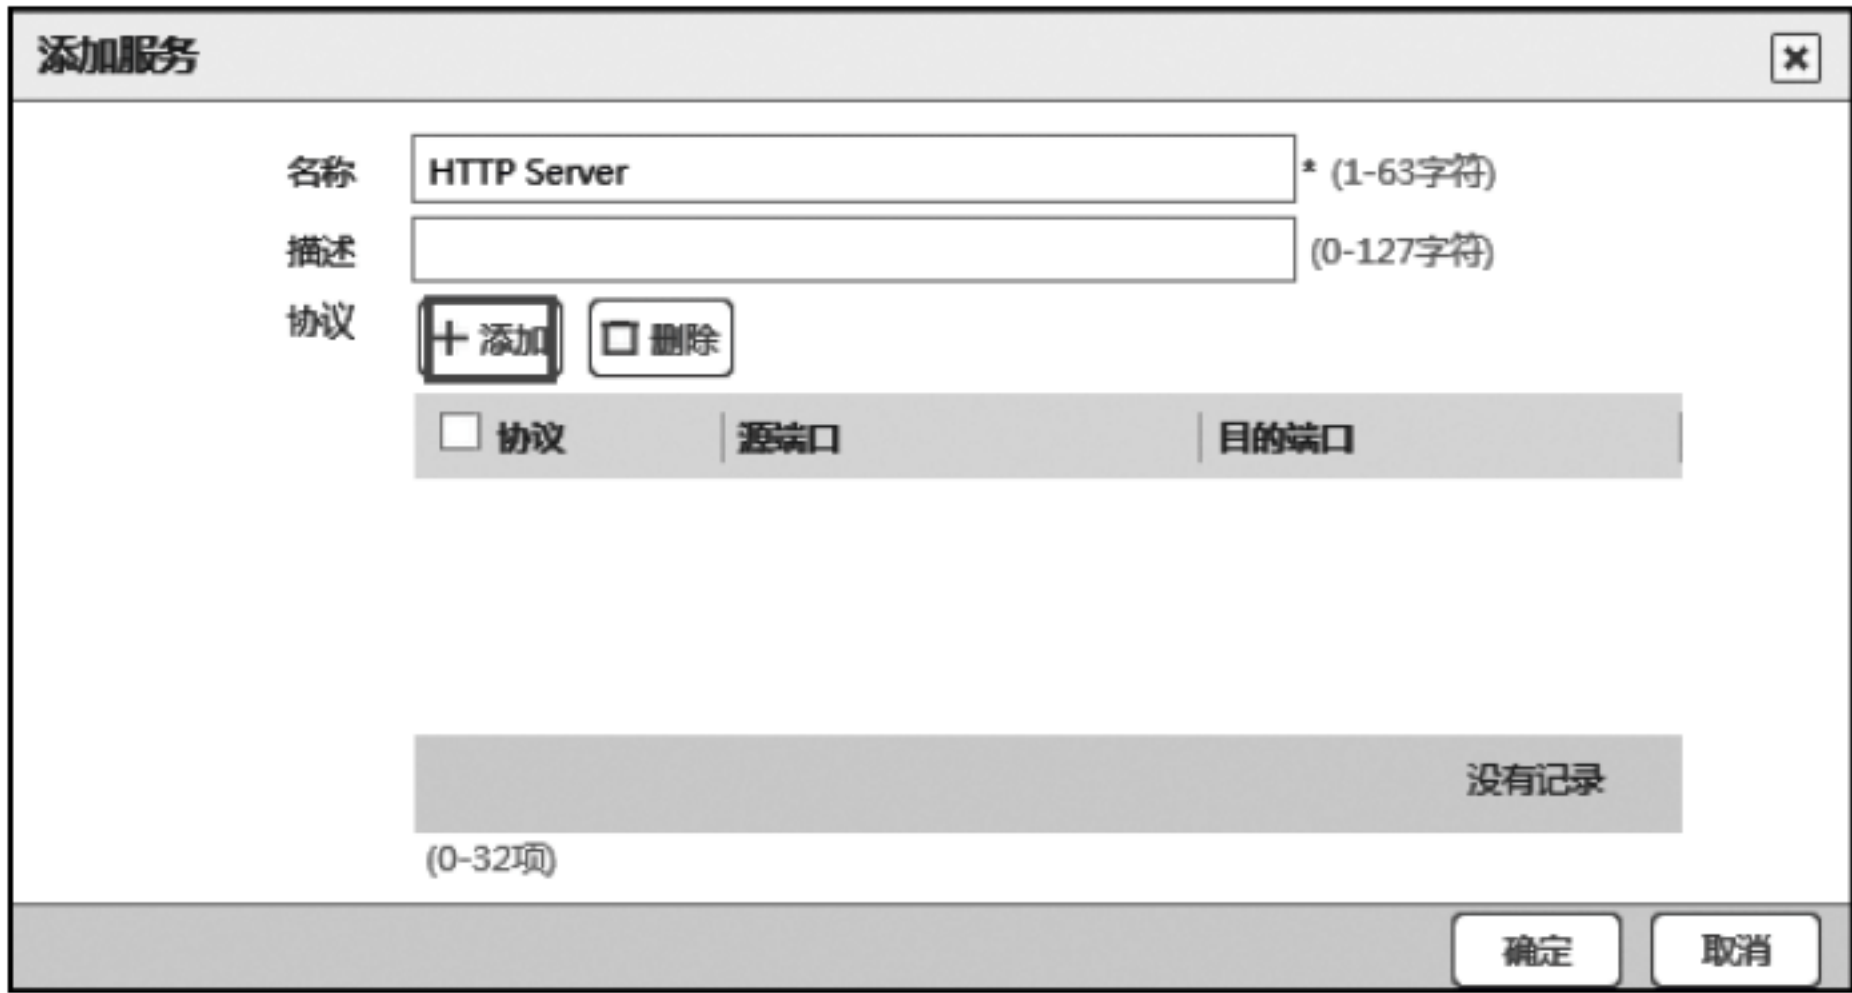 添加服务
名称 HTTP Server * (1-63字符)
描述 (0-127字符)
协议 添加 删除
协议 源端口 目的端口
没有记录
(0-32项)
确定 取消